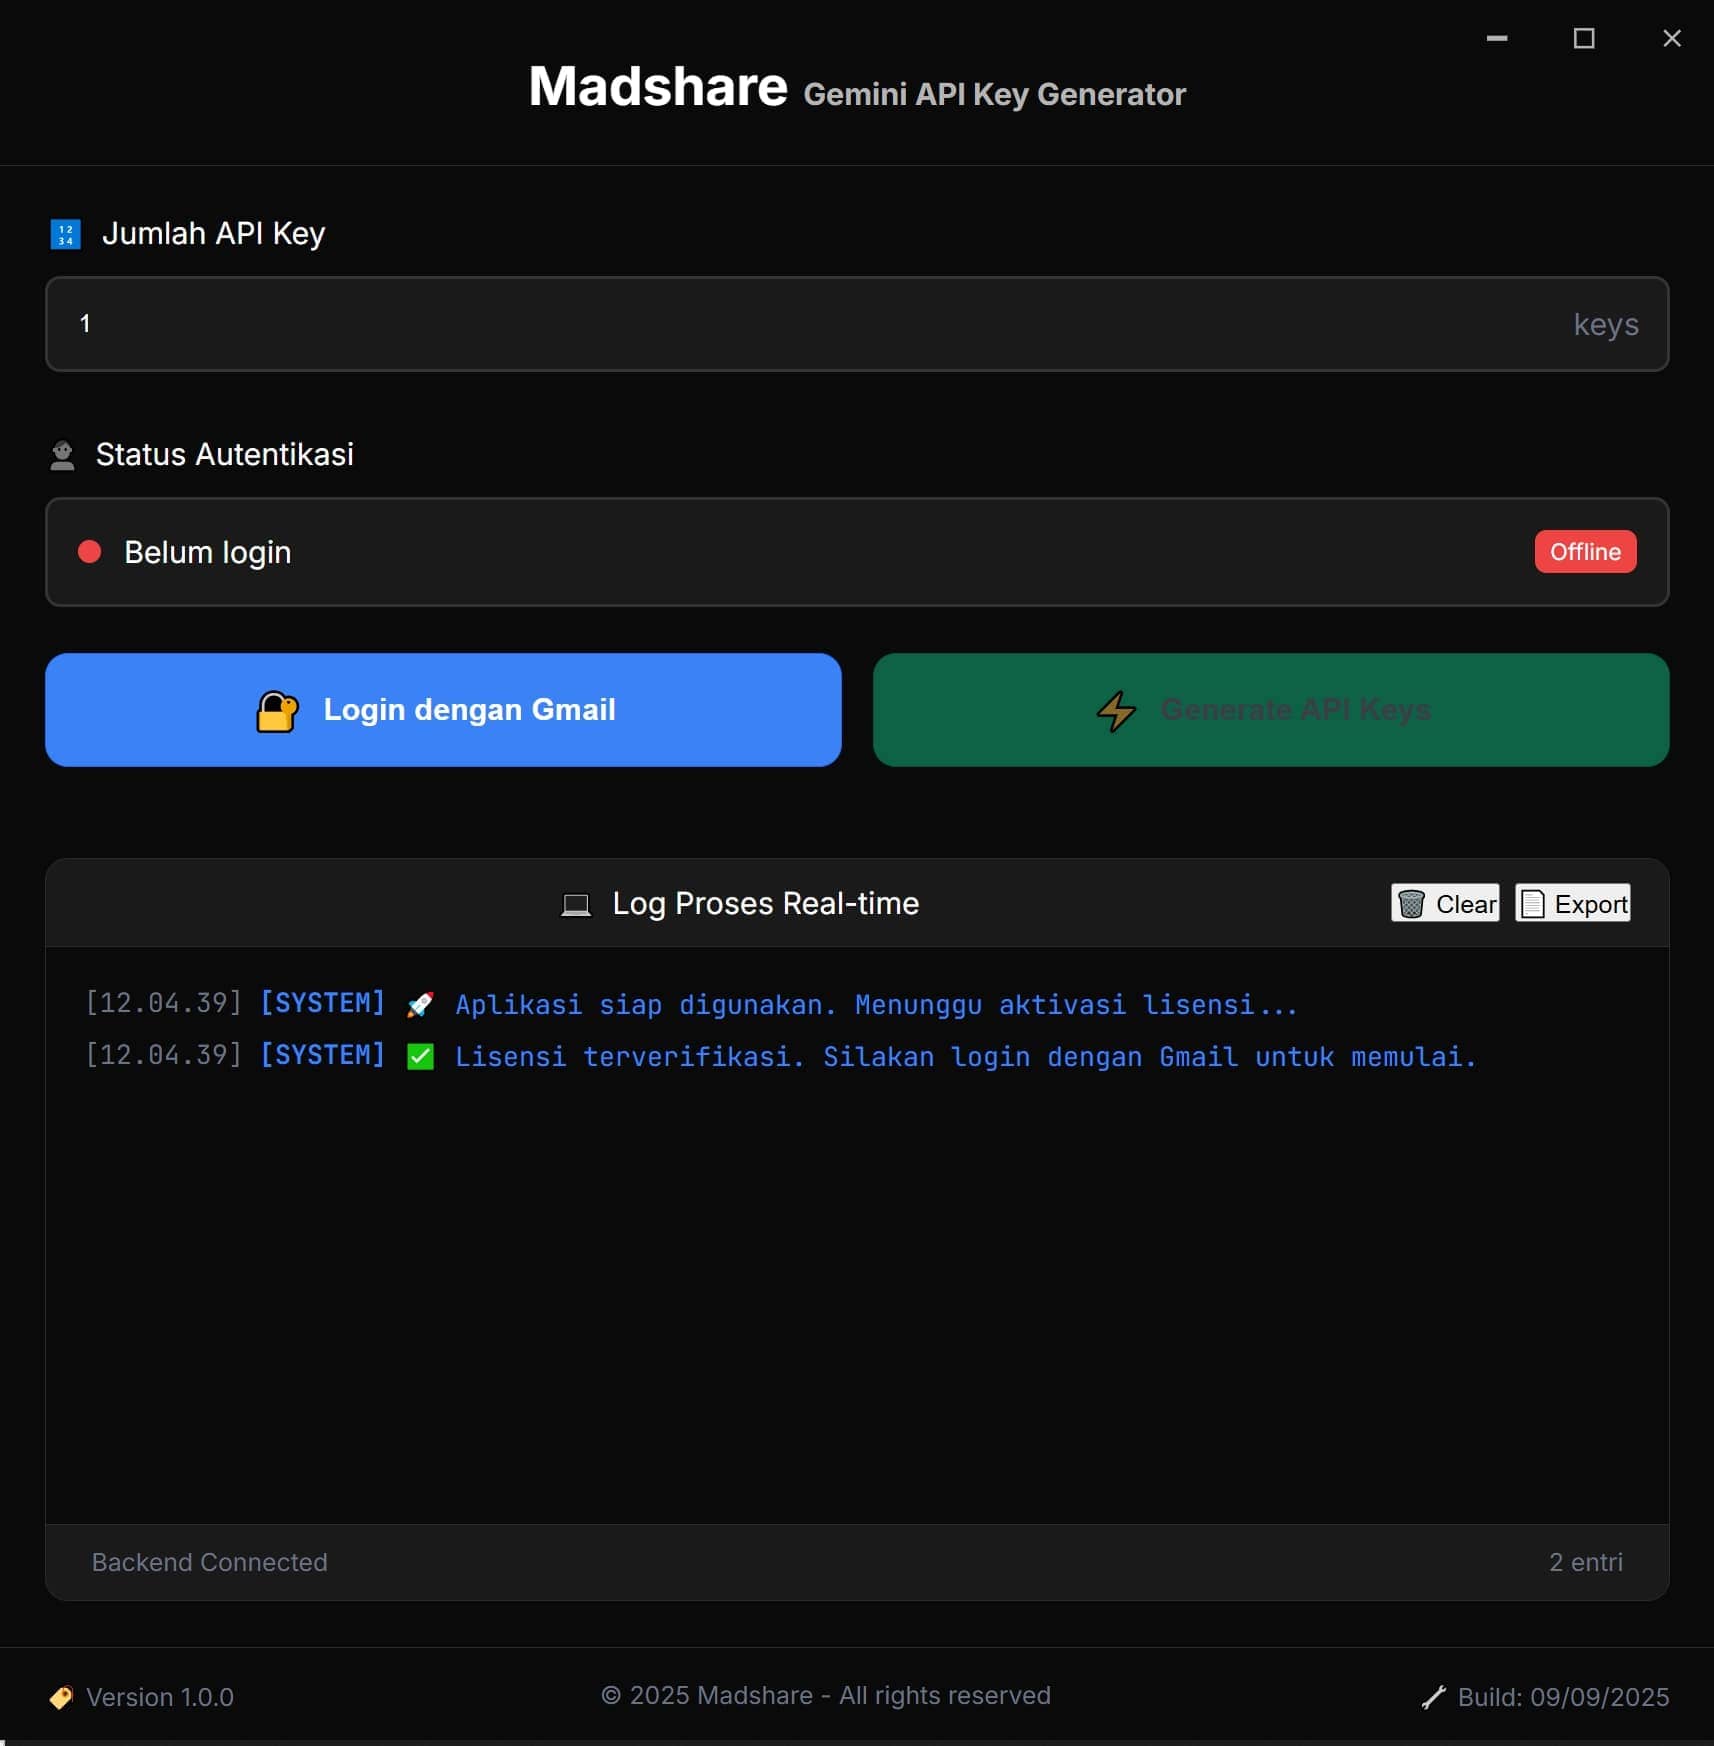 Madshare Gemini API Key Generator
Jumlah API Key
1 keys
Status Autentikasi
Belum login Offline
Login dengan Gmail
Generate API Keys
Log Proses Real-time
Clear
Export
[12.04.39] [SYSTEM] 🚀 Aplikasi siap digunakan. Menunggu aktivasi lisensi...
[12.04.39] [SYSTEM] ✅ Lisensi terverifikasi. Silakan login dengan Gmail untuk memulai.
Backend Connected 2 entri
Version 1.0.0 © 2025 Madshare - All rights reserved Build: 09/09/2025